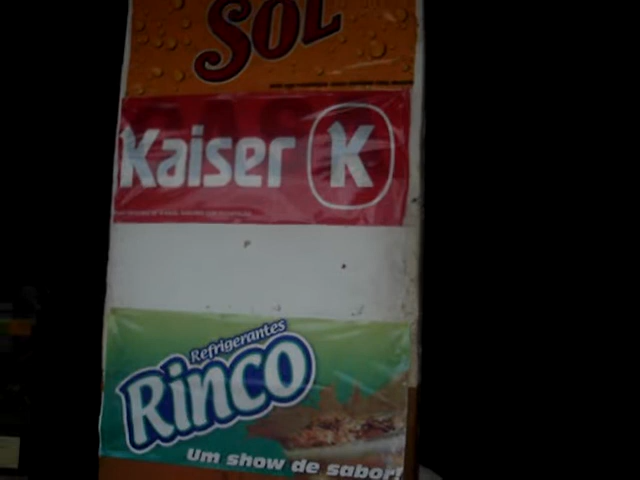 SOL
Kaiser K
Refrigerantes
Rinco
Um show de sabor!